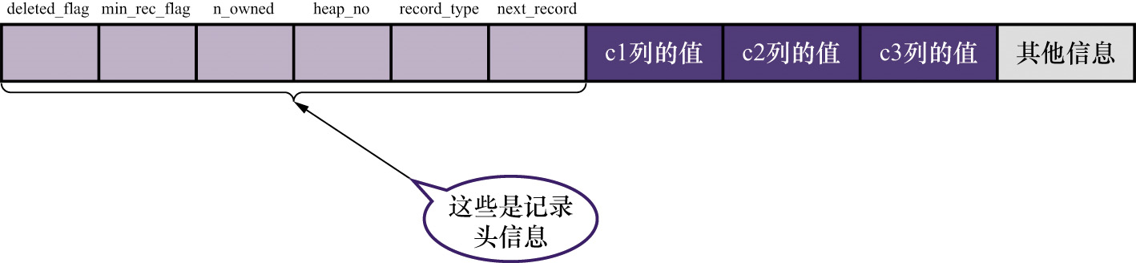 deleted_flag min_rec_flag n_owned heap_no record_type next_record
c1列的值 c2列的值 c3列的值 其他信息
这些是记录
头信息